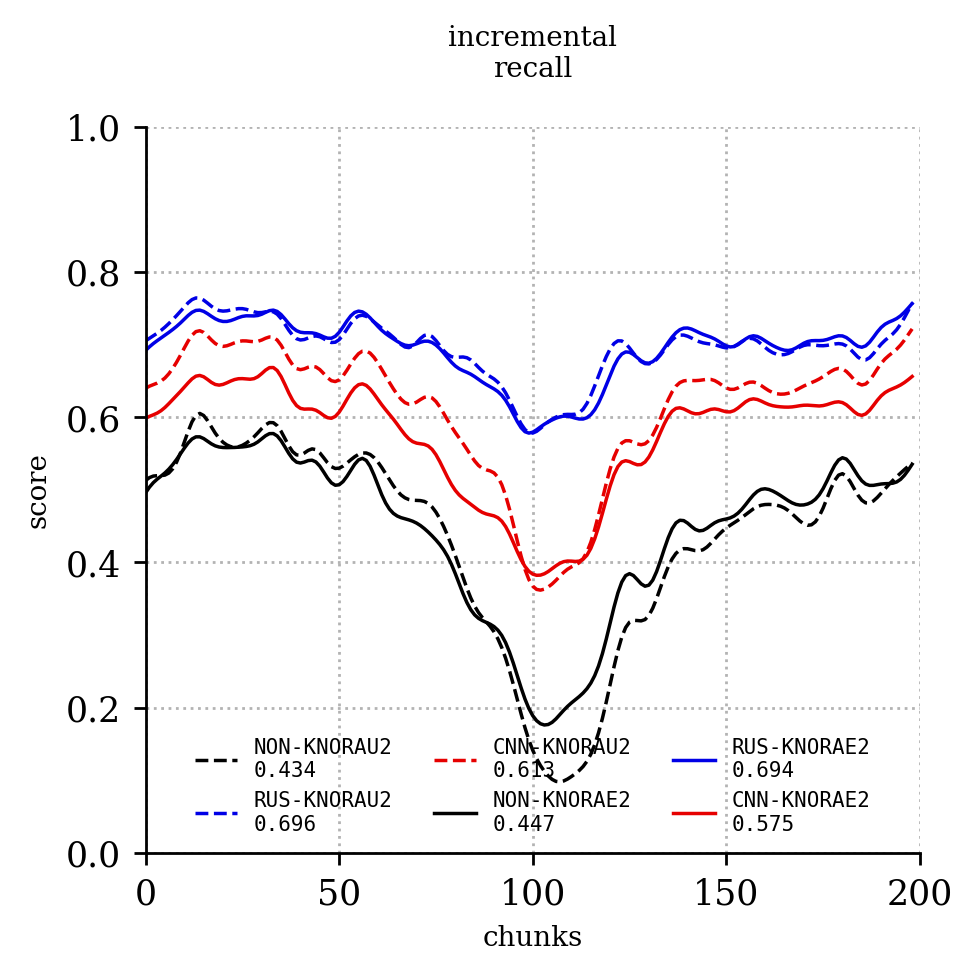 incremental
recall
1.0
0.8
0.6
0.4
0.2
0.0
score
NON-KNORAU2
0.434
RUS-KNORAU2
0.696
CNN-KNORAU2
0.613
NON-KNORAE2
0.447
RUS-KNORAE2
0.694
CNN-KNORAE2
0.575
0 50 100 150 200
chunks